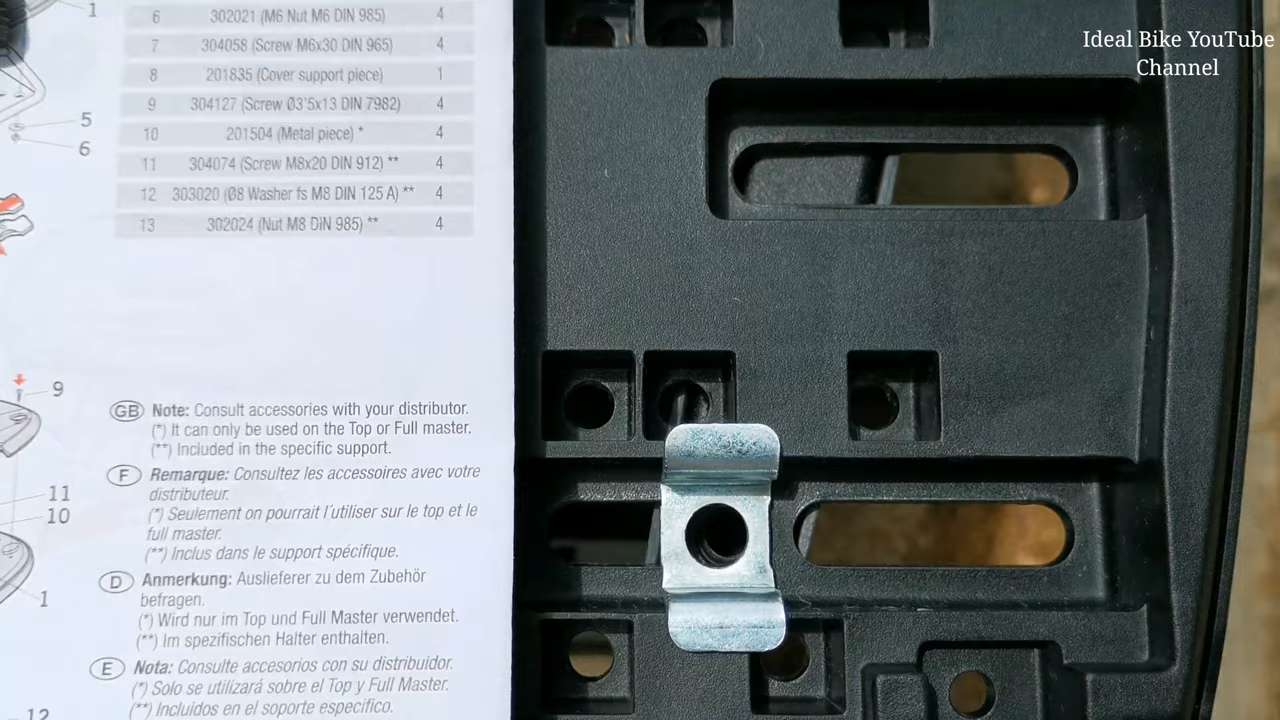 Ideal Bike YouTube
Channel
1
6 302021 (M6 Nut M6 DIN 985) 4
7 304058 (Screw M6x30 DIN 965) 4
8 201835 (Cover support piece) 1
9 304127 (Screw Ø3'5x13 DIN 7982) 4
10 201504 (Metal piece) * 4
11 304074 (Screw M8x20 DIN 912) ** 4
12 303020 (Ø8 Washer fs M8 DIN 125 A) ** 4
13 302024 (Nut M8 DIN 985) ** 4
5
6
9
11
10
1
12
GB Note: Consult accessories with your distributor.
(*) It can only be used on the Top or Full master.
(**) Included in the specific support.
F Remarque: Consultez les accessoires avec votre
distributeur.
(*) Seulement on pourrait l´utiliser sur le top et le
full master.
(**) Inclus dans le support spécifique.
D Anmerkung: Auslieferer zu dem Zubehör
befragen.
(*) Wird nur im Top und Full Master verwendet.
(**) Im spezifischen Halter enthalten.
E Nota: Consulte accesorios con su distribuidor.
(*) Solo se utilizará sobre el Top y Full Master.
(**) Incluidos en el soporte especifico.